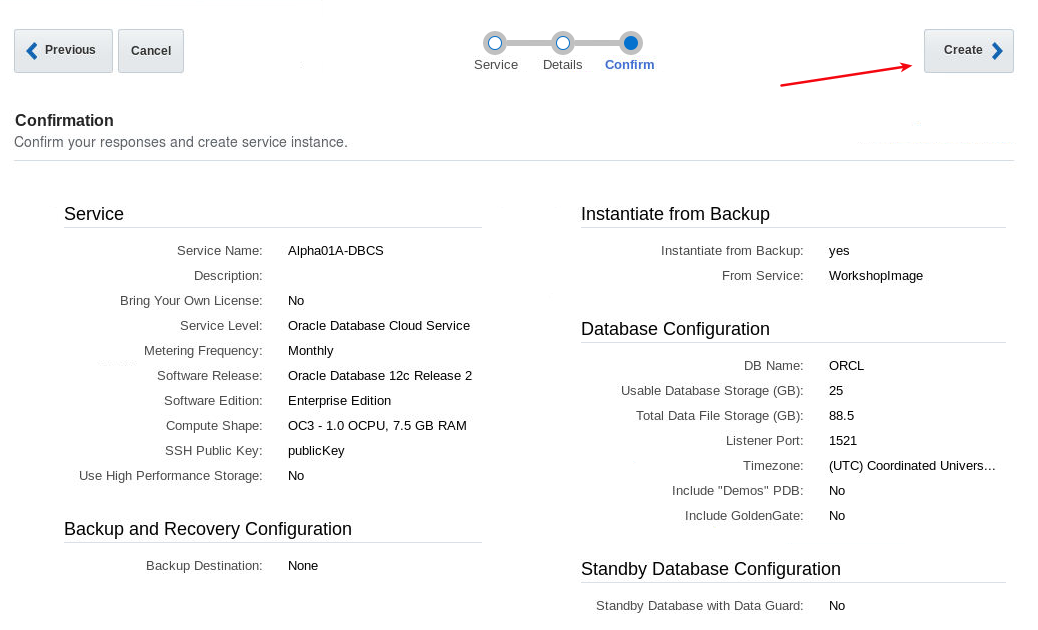 Previous
Cancel
Service
Details
Confirm
Create
Confirmation
Confirm your responses and create service instance.
Service
Service Name: Alpha01A-DBCS
Description:
Bring Your Own License: No
Service Level: Oracle Database Cloud Service
Metering Frequency: Monthly
Software Release: Oracle Database 12c Release 2
Software Edition: Enterprise Edition
Compute Shape: OC3 - 1.0 OCPU, 7.5 GB RAM
SSH Public Key: publicKey
Use High Performance Storage: No
Backup and Recovery Configuration
Backup Destination: None
Instantiate from Backup
Instantiate from Backup: yes
From Service: WorkshopImage
Database Configuration
DB Name: ORCL
Usable Database Storage (GB): 25
Total Data File Storage (GB): 88.5
Listener Port: 1521
Timezone: (UTC) Coordinated Univers...
Include "Demos" PDB: No
Include GoldenGate: No
Standby Database Configuration
Standby Database with Data Guard: No